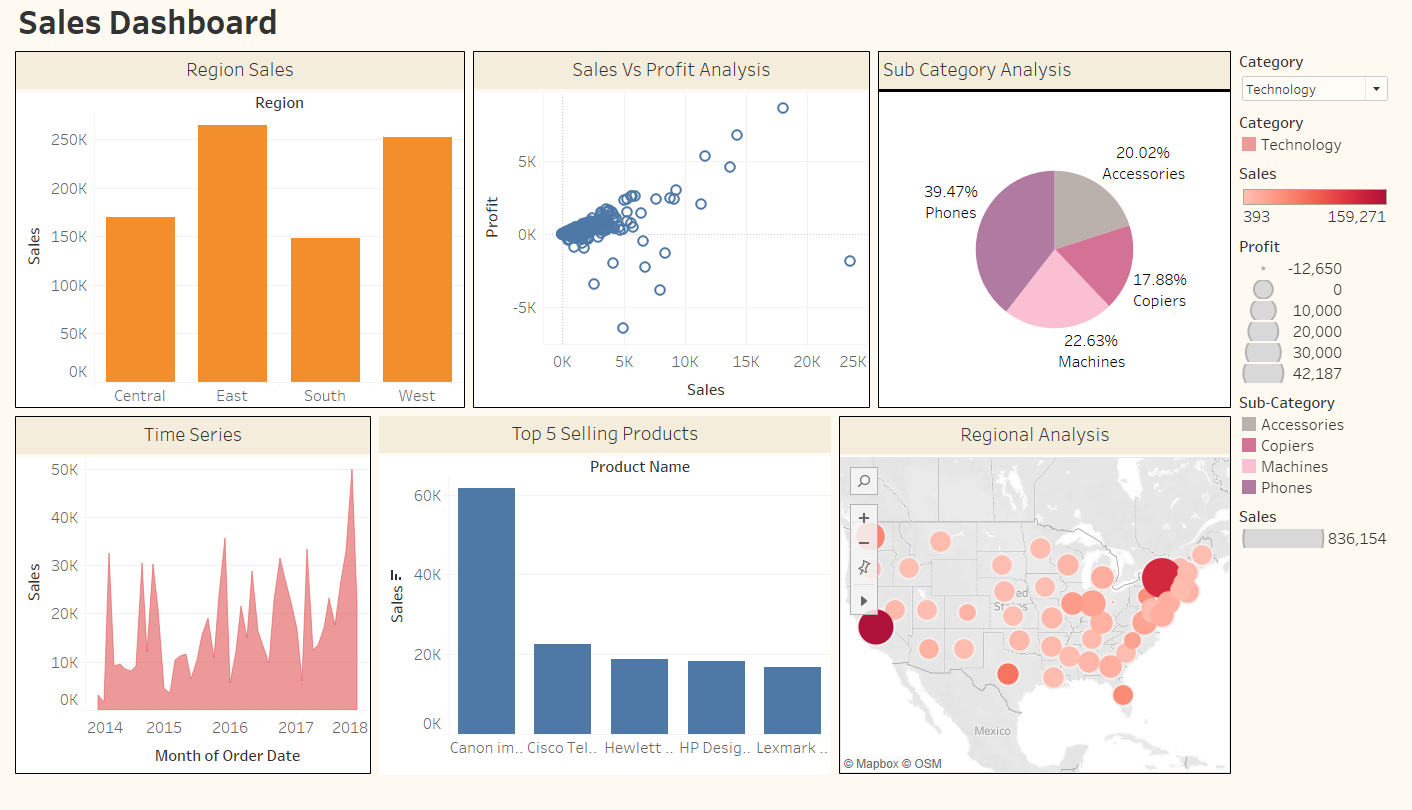 Sales Dashboard
Region Sales
Region
Sales
250K
200K
150K
100K
50K
0K
Central East South West
Sales Vs Profit Analysis
Profit
5K
0K
-5K
0K 5K 10K 15K 20K 25K
Sales
Sub Category Analysis
20.02%
Accessories
39.47%
Phones
17.88%
Copiers
22.63%
Machines
Category
Technology
Category
Technology
Sales
393 159,271
Profit
-12,650
0
10,000
20,000
30,000
42,187
Sub-Category
Accessories
Copiers
Machines
Phones
Sales
836,154
Time Series
Sales
50K
40K
30K
20K
10K
0K
2014 2015 2016 2017 2018
Month of Order Date
Top 5 Selling Products
Product Name
Sales
60K
40K
20K
0K
Canon im.. Cisco Tel.. Hewlett .. HP Desig.. Lexmark ..
Regional Analysis
United
States
Mexico
© Mapbox © OSM